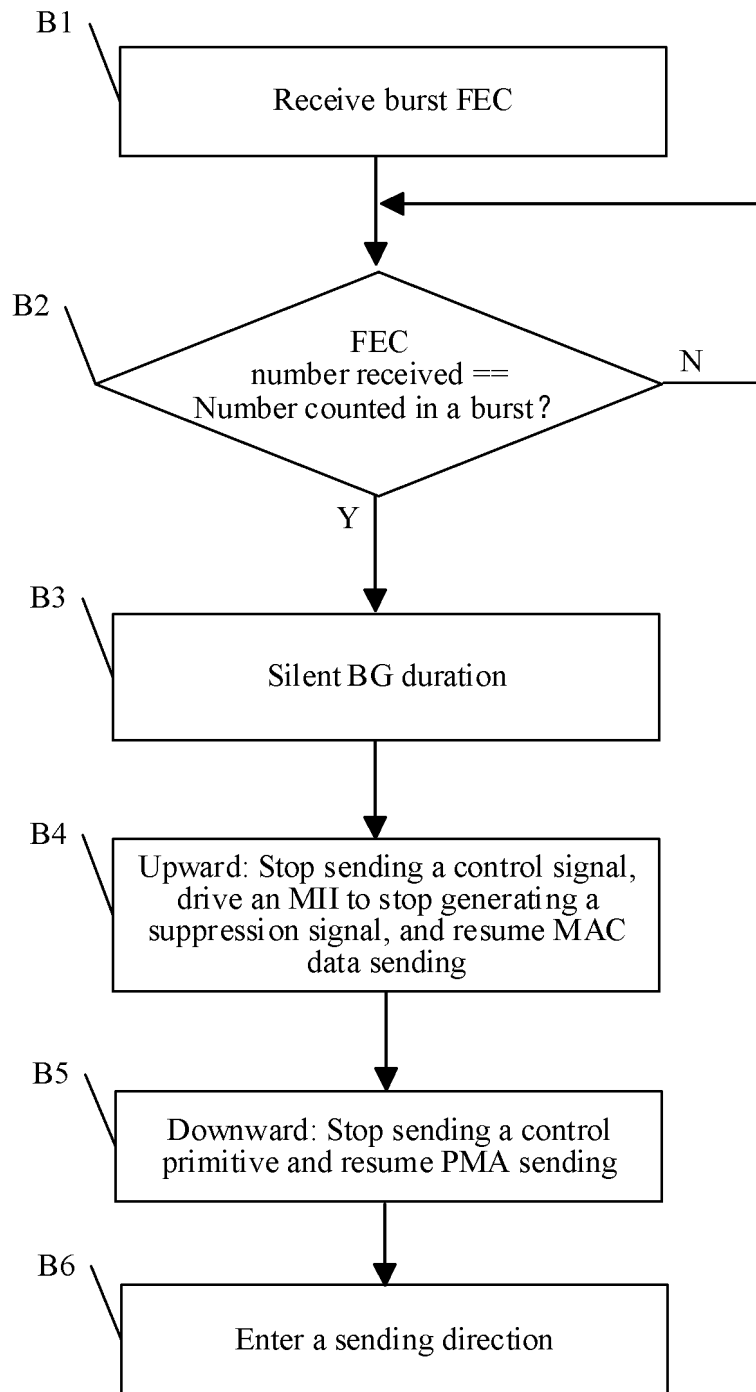 B1
Receive burst FEC
B2
FEC
number received ==
Number counted in a burst?
N
Y
B3
Silent BG duration
B4
Upward: Stop sending a control signal,
drive an MII to stop generating a
suppression signal, and resume MAC
data sending
B5
Downward: Stop sending a control
primitive and resume PMA sending
B6
Enter a sending direction